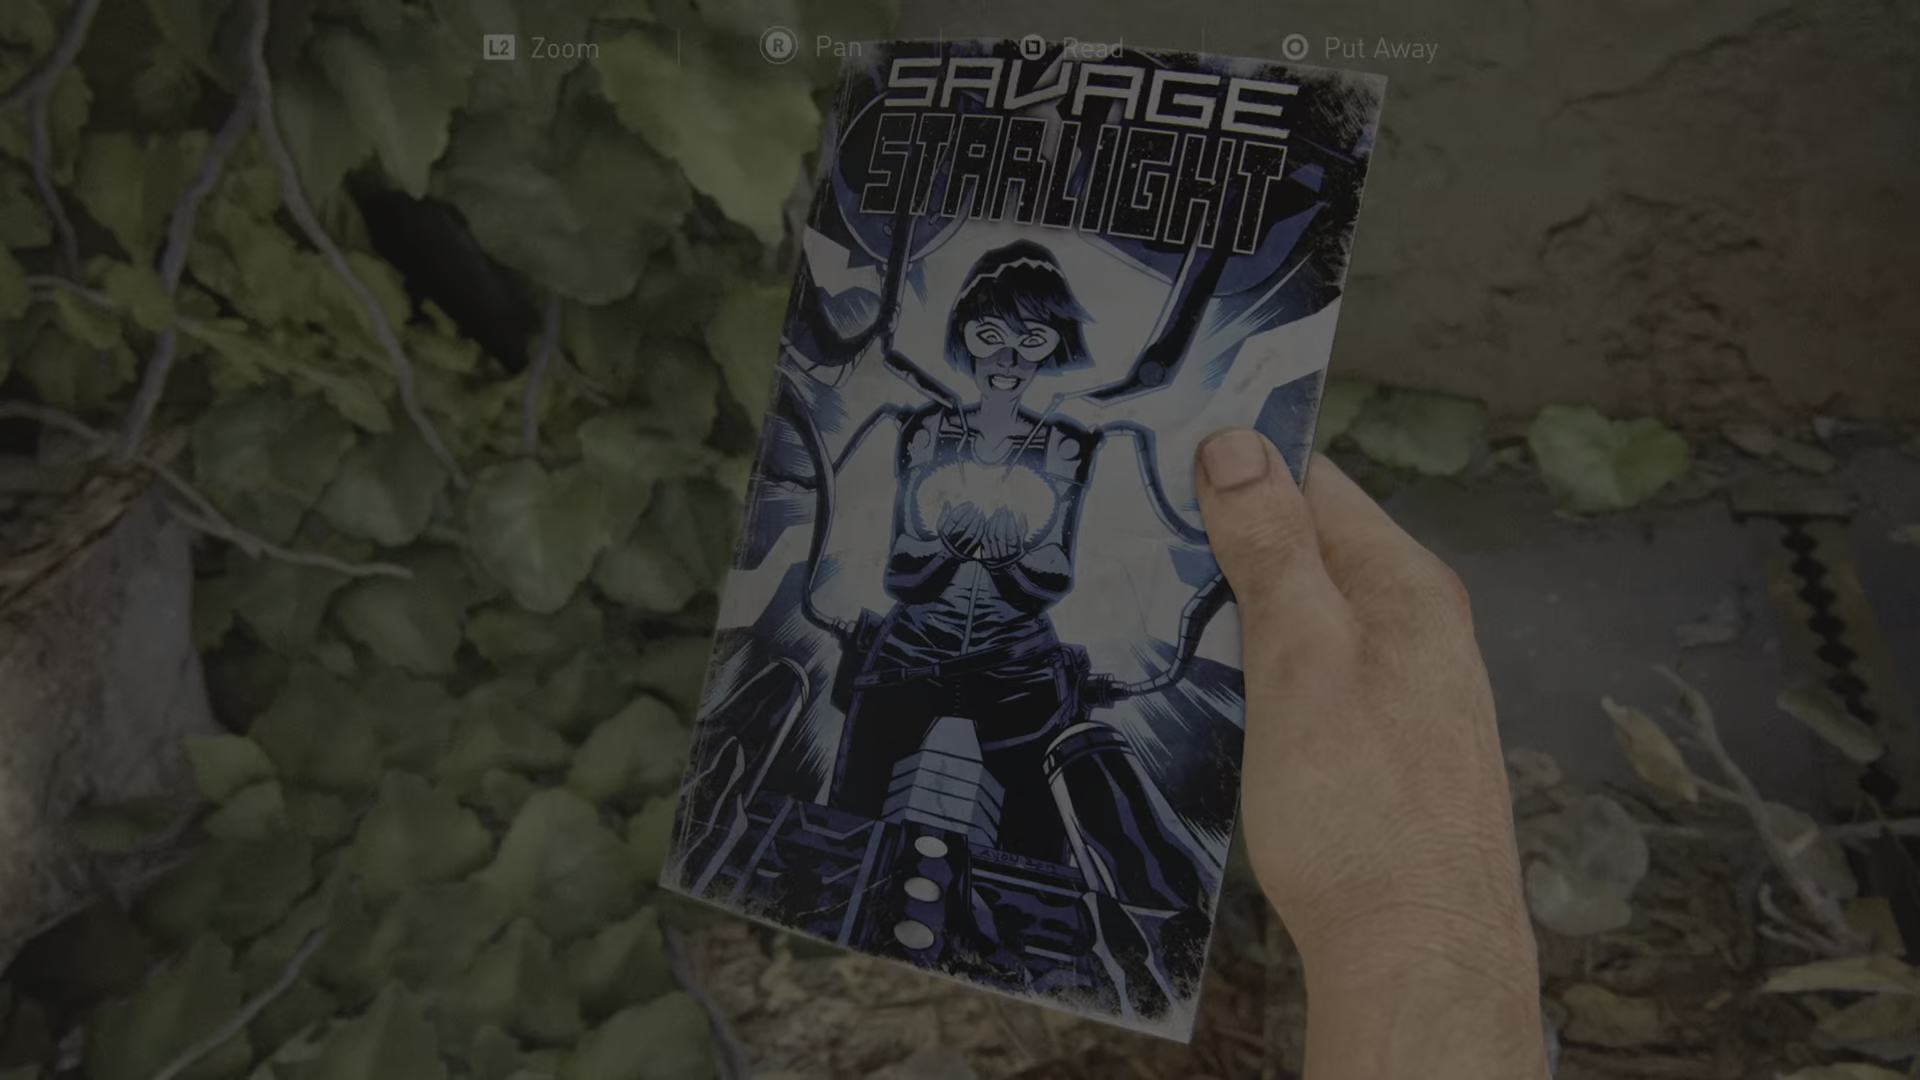 L2 Zoom
R Pan
Read
Put Away
SAVAGE
STARLIGHT